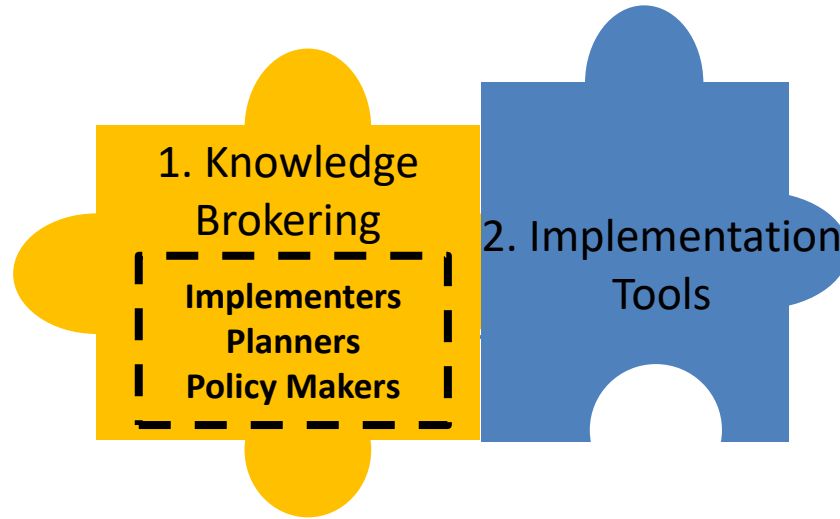 1. Knowledge
Brokering
Implementers
Planners
Policy Makers
2. Implementation
Tools